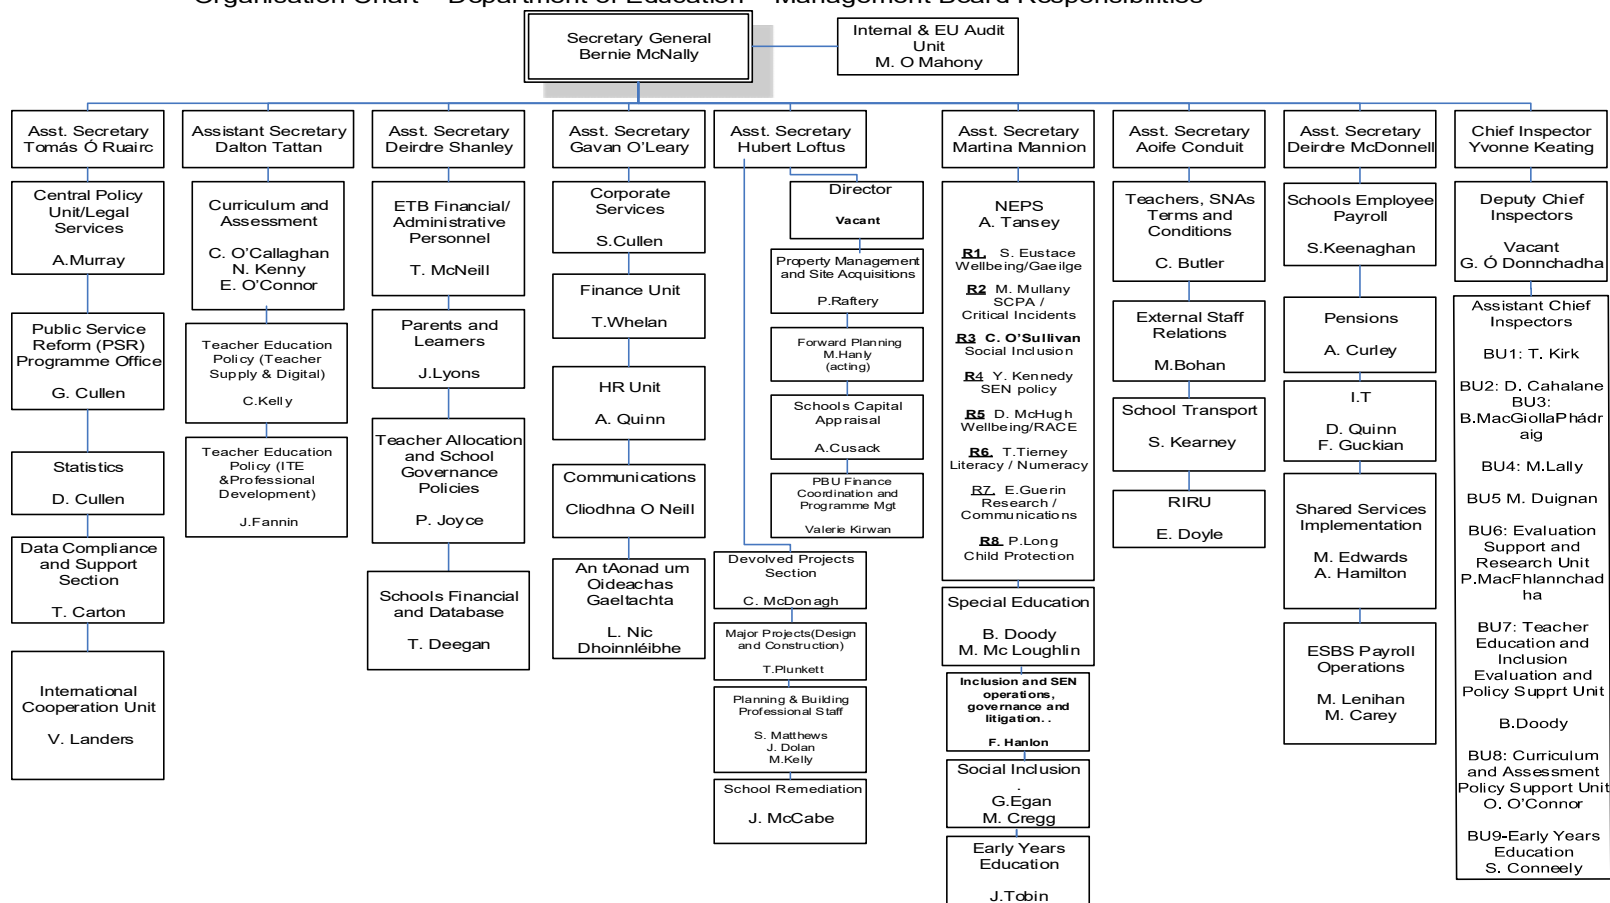 Organisation Chart – Department of Education – Management Board Responsibilities
Secretary General
Bernie McNally
Internal & EU Audit
Unit
M. O Mahony
Asst. Secretary
Tomás Ó Ruairc
Central Policy
Unit/Legal
Services
A.Murray
Public Service
Reform (PSR)
Programme Office
G. Cullen
Statistics
D. Cullen
Data Compliance
and Support
Section
T. Carton
International
Cooperation Unit
V. Landers
Assistant Secretary
Dalton Tattan
Curriculum and
Assessment
C. O’Callaghan
N. Kenny
E. O’Connor
Teacher Education
Policy (Teacher
Supply & Digital)
C.Kelly
Teacher Education
Policy (ITE
&Professional
Development)
J.Fannin
Asst. Secretary
Deirdre Shanley
ETB Financial/
Administrative
Personnel
T. McNeill
Parents and
Learners
J.Lyons
Teacher Allocation
and School
Governance
Policies
P. Joyce
Schools Financial
and Database
T. Deegan
Asst. Secretary
Gavan O’Leary
Corporate
Services
S.Cullen
Finance Unit
T.Whelan
HR Unit
A. Quinn
Communications
Cliodhna O Neill
An tAonad um
Oideachas
Gaeltachta
L. Nic
Dhoinnléibhe
Asst. Secretary
Hubert Loftus
Director
Vacant
Property Management
and Site Acquisitions
P.Raftery
Forward Planning
M.Hanly
(acting)
Schools Capital
Appraisal
A.Cusack
PBU Finance
Coordination and
Programme Mgt
Valerie Kirwan
Devolved Projects
Section
C. McDonagh
Major Projects(Design
and Construction)
T.Plunkett
Planning & Building
Professional Staff
S. Matthews
J. Dolan
M.Kelly
School Remediation
J. McCabe
Asst. Secretary
Martina Mannion
NEPS
A. Tansey
R1. S. Eustace
Wellbeing/Gaeilge
R2 M. Mullany
SCPA /
Critical Incidents
R3 C. O’Sullivan
Social Inclusion
R4 Y. Kennedy
SEN policy
R5 D. McHugh
Wellbeing/RACE
R6. T.Tierney
Literacy / Numeracy
R7. E.Guerin
Research /
Communications
R8. P.Long
Child Protection
Special Education
B. Doody
M. Mc Loughlin
Inclusion and SEN
operations,
governance and
litigation. .
F. Hanlon
Social Inclusion
.
G.Egan
M. Cregg
Early Years
Education
J.Tobin
Asst. Secretary
Aoife Conduit
Teachers, SNAs
Terms and
Conditions
C. Butler
External Staff
Relations
M.Bohan
School Transport
S. Kearney
RIRU
E. Doyle
Asst. Secretary
Deirdre McDonnell
Schools Employee
Payroll
S.Keenaghan
Pensions
A. Curley
I.T
D. Quinn
F. Guckian
Shared Services
Implementation
M. Edwards
A. Hamilton
ESBS Payroll
Operations
M. Lenihan
M. Carey
Chief Inspector
Yvonne Keating
Deputy Chief
Inspectors
Vacant
G. Ó Donnchadha
Assistant Chief
Inspectors
BU1: T. Kirk
BU2: D. Cahalane
BU3:
B.MacGiollaPhádr
aig
BU4: M.Lally
BU5 M. Duignan
BU6: Evaluation
Support and
Research Unit
P.MacFhlannchad
ha
BU7: Teacher
Education and
Inclusion
Evaluation and
Policy Supprt Unit
B.Doody
BU8: Curriculum
and Assessment
Policy Support Unit
O. O’Connor
BU9-Early Years
Education
S. Conneely